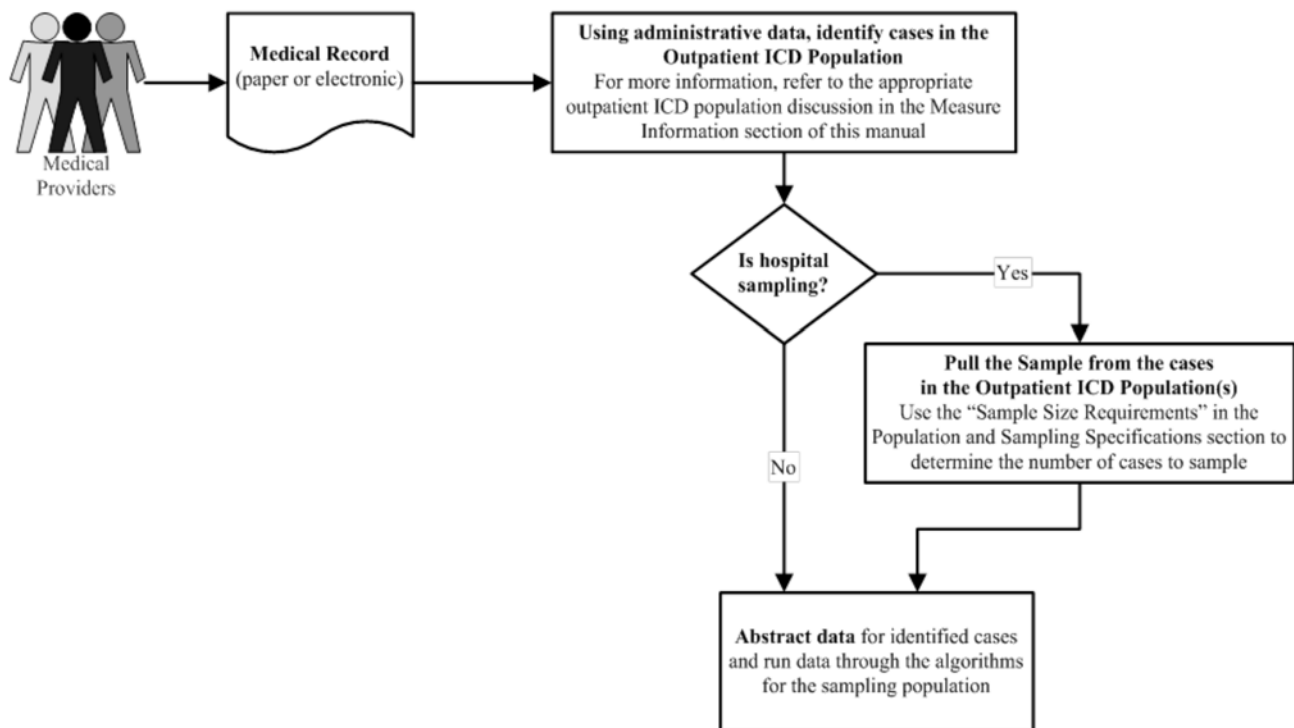 Medical
Providers
Medical Record
(paper or electronic)
Using administrative data, identify cases in the
Outpatient ICD Population
For more information, refer to the appropriate
outpatient ICD population discussion in the Measure
Information section of this manual
Is hospital
sampling?
Yes
Pull the Sample from the cases
in the Outpatient ICD Population(s)
Use the “Sample Size Requirements” in the
Population and Sampling Specifications section to
determine the number of cases to sample
No
Abstract data for identified cases
and run data through the algorithms
for the sampling population